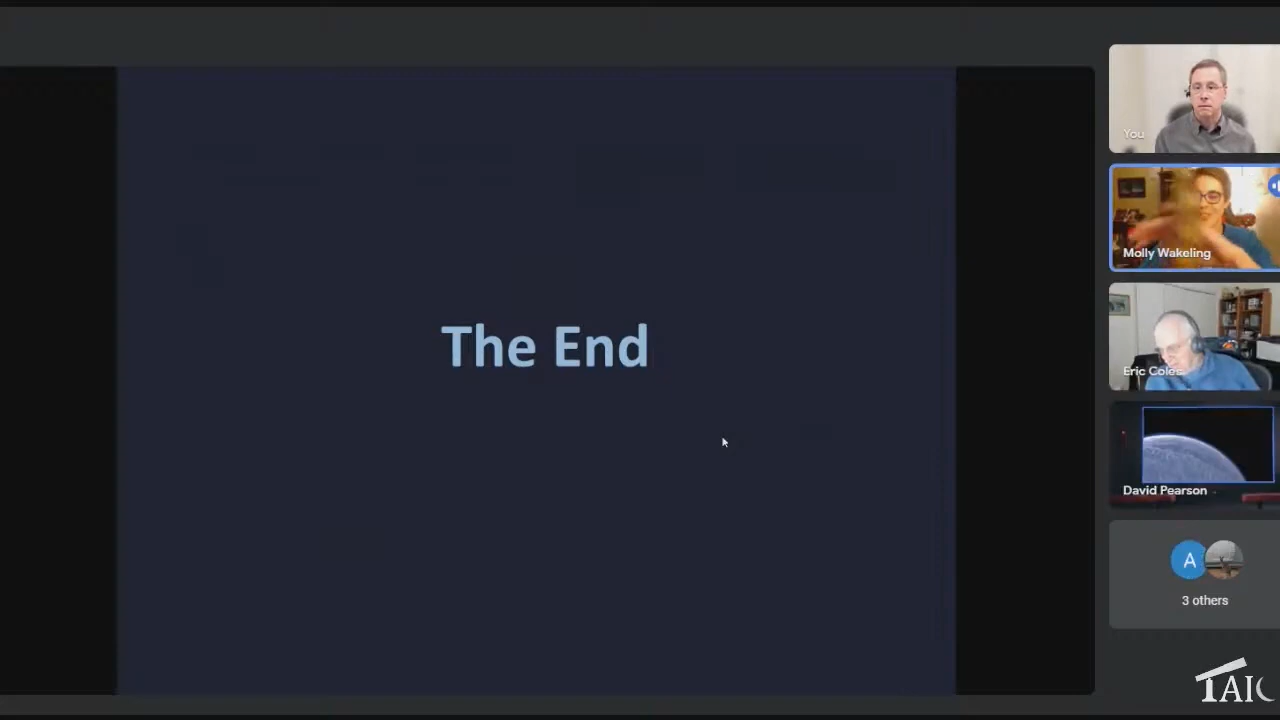 The End
You
Molly Wakeling
Eric Coles
David Pearson
A
3 others
TAIC